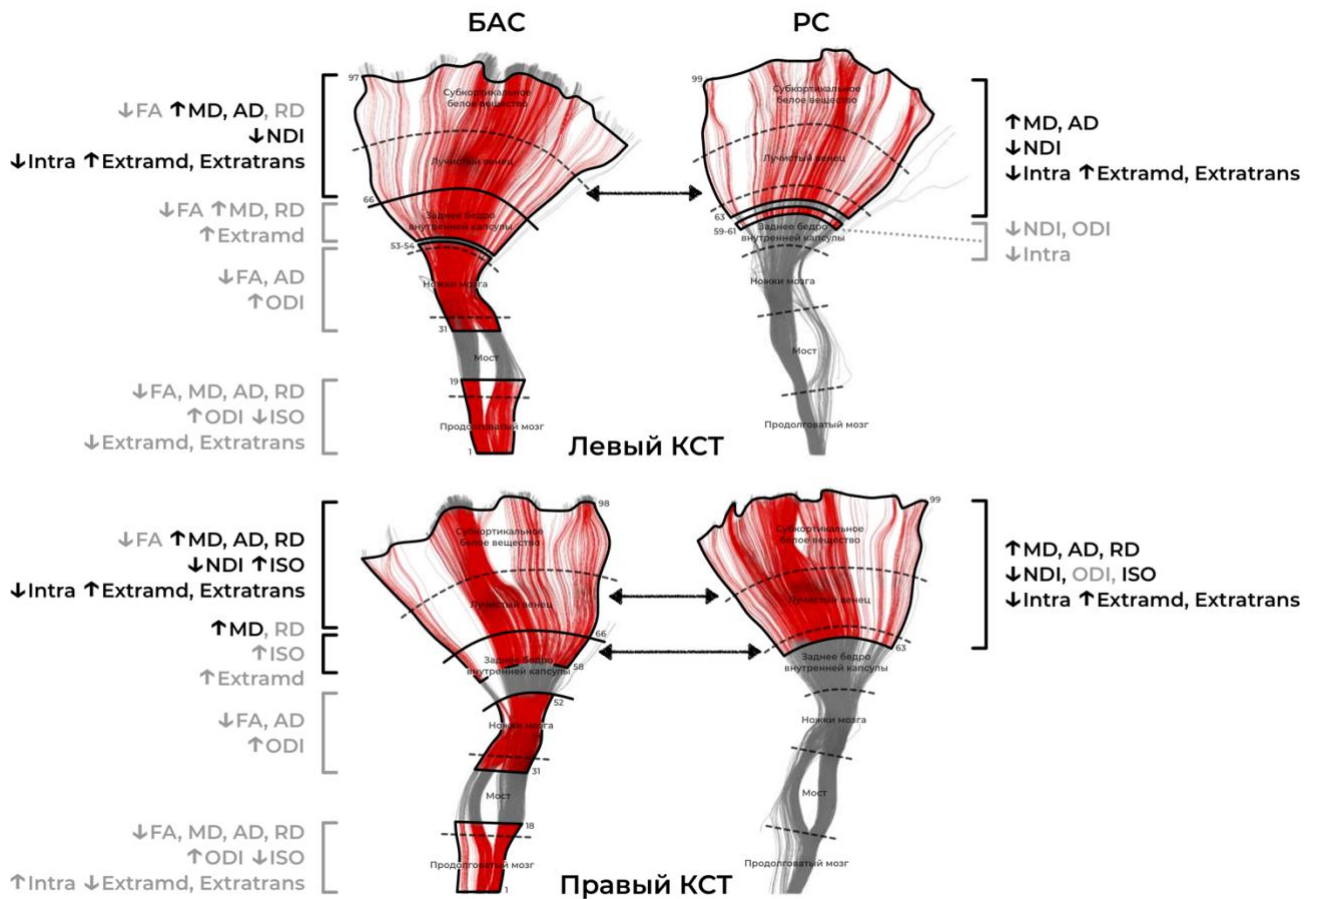 БАС
РС
97
Субкортикальное
белое вещество
Лучистый венец
66
Заднее бедро
внутренней капсулы
53-54
Ножки мозга
31
Мост
19
Продолговатый мозг
1
↓FA ↑MD, AD, RD
↓NDI
↓Intra ↑Extramd, Extratrans
↓FA ↑MD, RD
↑Extramd
↓FA, AD
↑ODI
↓FA, MD, AD, RD
↑ODI ↓ISO
↓Extramd, Extratrans
99
Субкортикальное
белое вещество
Лучистый венец
63
59-61
Заднее бедро
внутренней капсулы
Ножки мозга
Мост
Продолговатый мозг
↑MD, AD
↓NDI
↓Intra ↑Extramd, Extratrans
↓NDI, ODI
↓Intra
Левый КСТ
98
Субкортикальное
белое вещество
Лучистый венец
66
Заднее бедро
внутренней капсулы
58
52
Ножки мозга
31
Мост
18
Продолговатый мозг
1
↓FA ↑MD, AD, RD
↓NDI ↑ISO
↓Intra ↑Extramd, Extratrans
↑MD, RD
↑ISO
↑Extramd
↓FA, AD
↑ODI
↓FA, MD, AD, RD
↑ODI ↓ISO
↑Intra ↓Extramd, Extratrans
99
Субкортикальное
белое вещество
Лучистый венец
63
Заднее бедро
внутренней капсулы
Ножки мозга
Мост
Продолговатый мозг
↑MD, AD, RD
↓NDI, ODI, ISO
↓Intra ↑Extramd, Extratrans
Правый КСТ